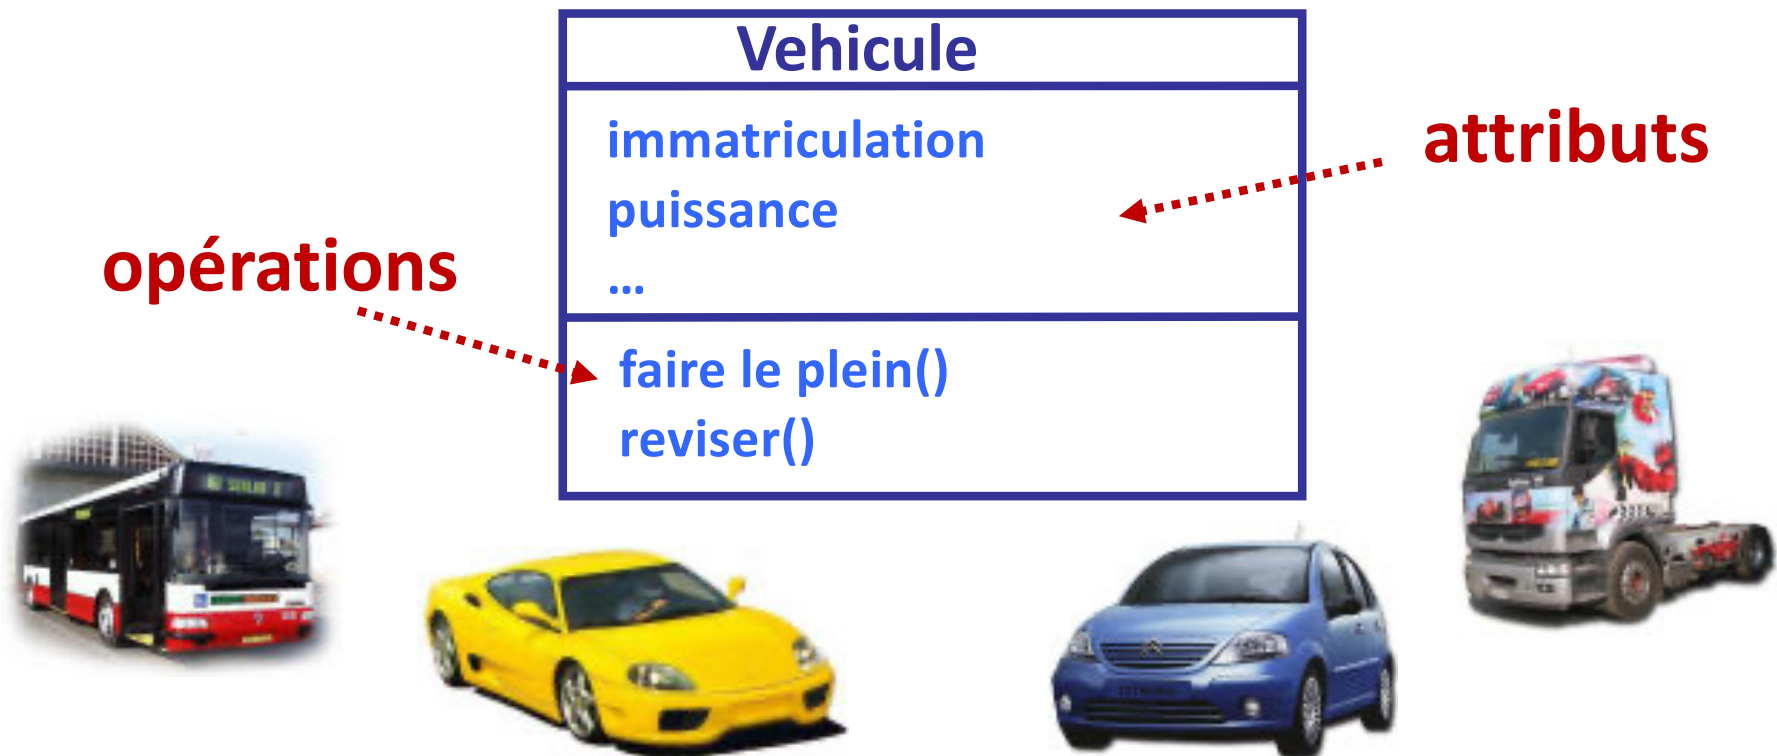 Vehicule
immatriculation
attributs
puissance
opérations
...
faire le plein()
reviser()